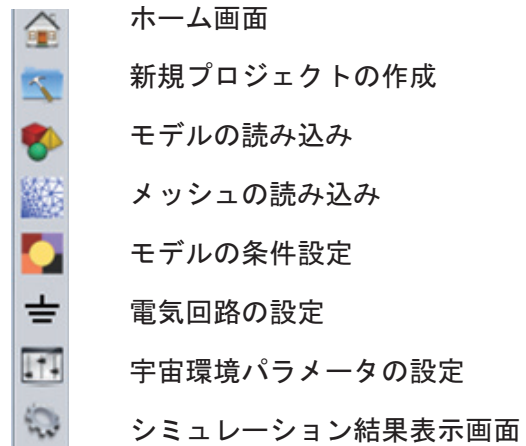 ホーム画面
新規プロジェクトの作成
モデルの読み込み
メッシュの読み込み
モデルの条件設定
電気回路の設定
宇宙環境パラメータの設定
シミュレーション結果表示画面